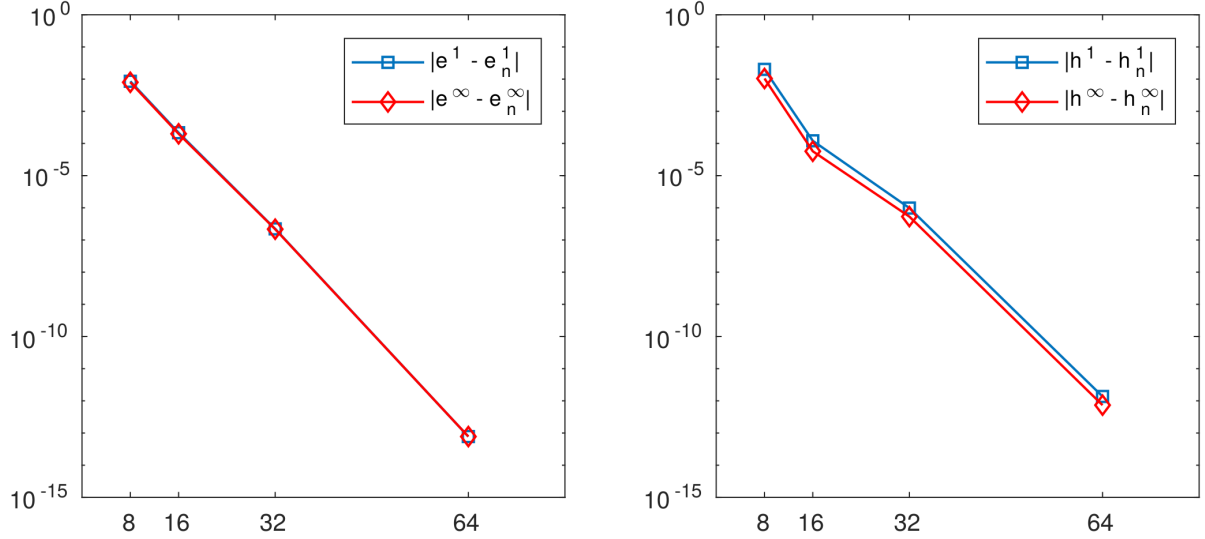 10^0
10^-5
10^-10
10^-15
8 16 32 64
|e^1 - e_n^1|
|e^∞ - e_n^∞|
10^0
10^-5
10^-10
10^-15
8 16 32 64
|h^1 - h_n^1|
|h^∞ - h_n^∞|